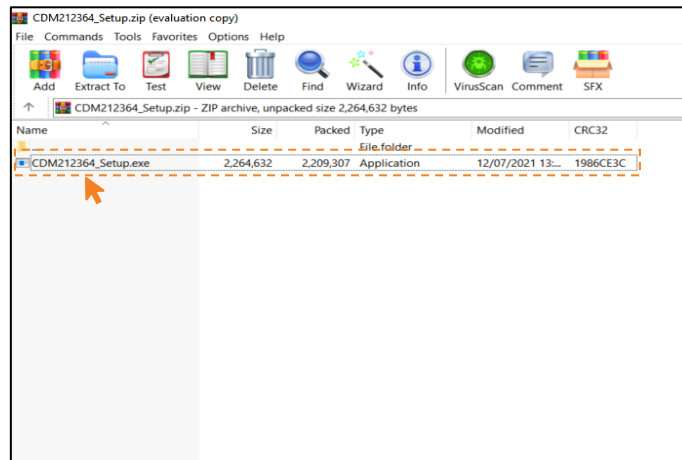 CDM212364_Setup.zip (evaluation copy)
File Commands Tools Favorites Options Help
Add Extract To Test View Delete Find Wizard Info VirusScan Comment SFX
CDM212364_Setup.zip - ZIP archive, unpacked size 2,264,632 bytes
Name Size Packed Type Modified CRC32
.. File folder
CDM212364_Setup.exe 2,264,632 2,209,307 Application 12/07/2021 13:... 1986CE3C